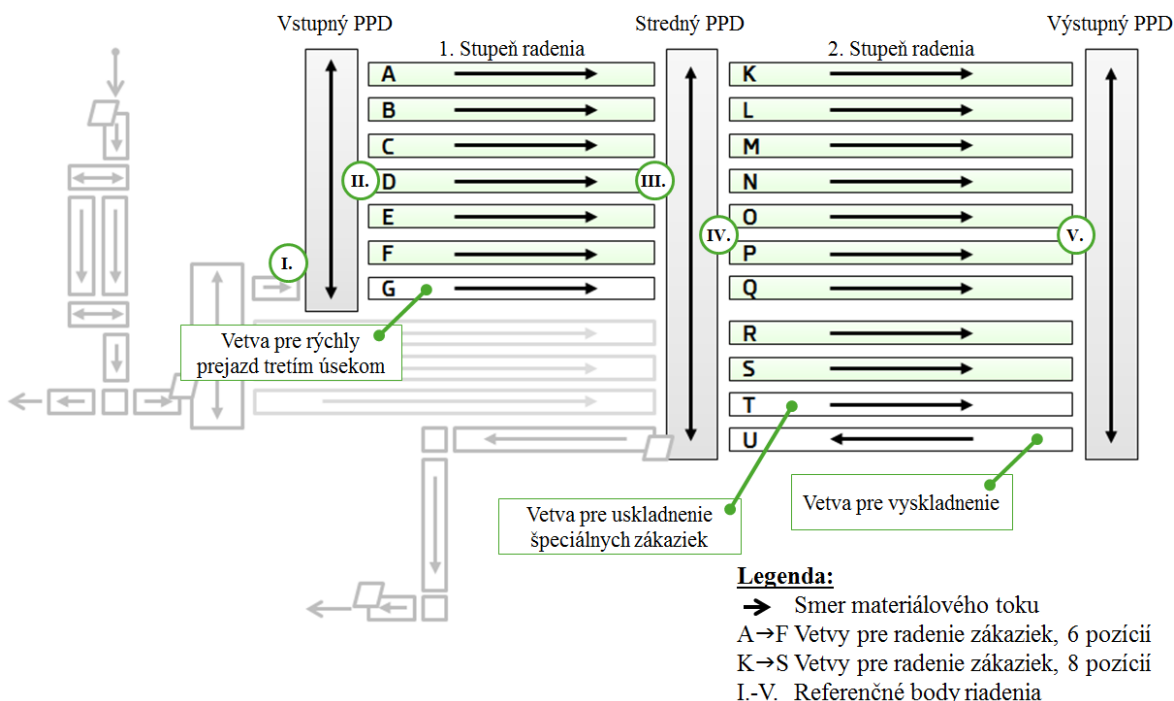 Vstupný PPD
Stredný PPD
Výstupný PPD
1. Stupeň radenia
2. Stupeň radenia
A
K
B
L
C
M
II.
D
III.
N
E
O
IV.
V.
I.
F
P
G
Q
Vetva pre rýchly
prejazd tretím úsekom
R
S
T
U
Vetva pre uskladnenie
špeciálnych zákaziek
Vetva pre vyskladnenie
Legenda:
→ Smer materiálového toku
A→F Vetvy pre radenie zákaziek, 6 pozícií
K→S Vetvy pre radenie zákaziek, 8 pozícií
I.-V. Referenčné body riadenia